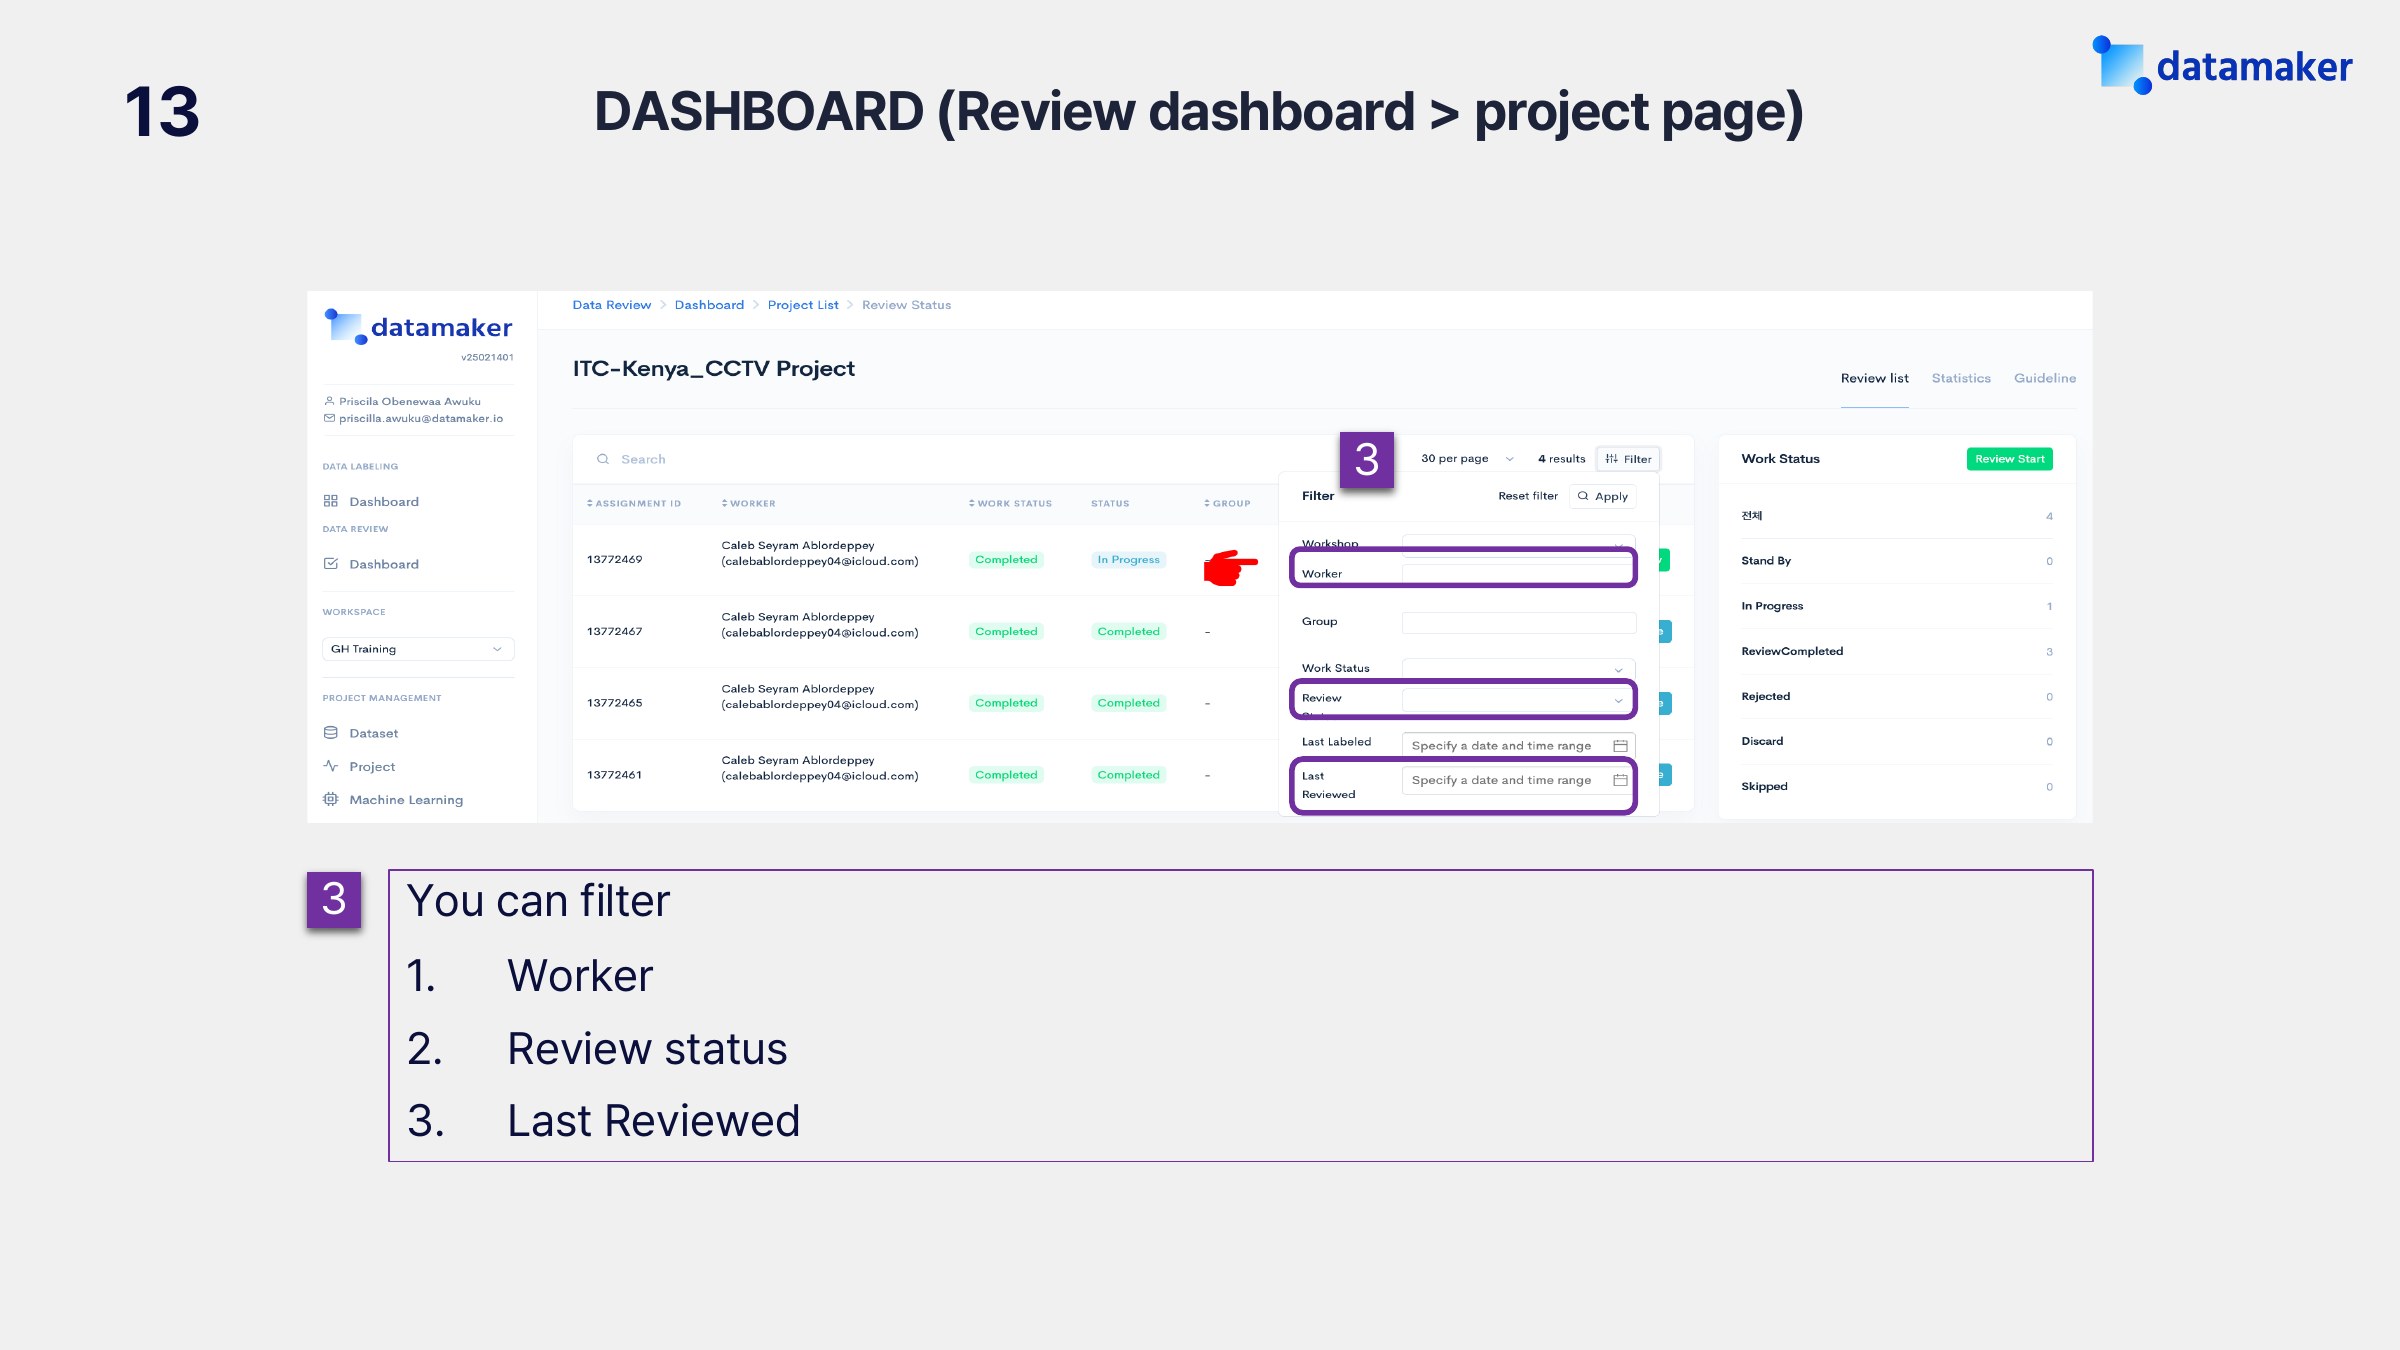 13
DASHBOARD (Review dashboard > project page)
datamaker
Data Review > Dashboard > Project List > Review Status
datamaker
v25021401
Priscila Obenewaa Awuku
priscilla.awuku@datamaker.io
DATA LABELING
Dashboard
DATA REVIEW
Dashboard
WORKSPACE
GH Training
PROJECT MANAGEMENT
Dataset
Project
Machine Learning
ITC-Kenya_CCTV Project
Review list Statistics Guideline
Search
3
30 per page 4 results Filter
ASSIGNMENT ID WORKER WORK STATUS STATUS GROUP
13772469 Caleb Seyram Ablordeppey Completed In Progress
(calebablordeppey04@icloud.com)
13772467 Caleb Seyram Ablordeppey Completed Completed -
(calebablordeppey04@icloud.com)
13772465 Caleb Seyram Ablordeppey Completed Completed -
(calebablordeppey04@icloud.com)
13772461 Caleb Seyram Ablordeppey Completed Completed -
(calebablordeppey04@icloud.com)
Filter Reset filter Apply
Workshop
Worker
Group
Work Status
Review
Last Labeled Specify a date and time range
Last Specify a date and time range
Reviewed
Work Status Review Start
전체 4
Stand By 0
In Progress 1
ReviewCompleted 3
Rejected 0
Discard 0
Skipped 0
3
You can filter
1. Worker
2. Review status
3. Last Reviewed